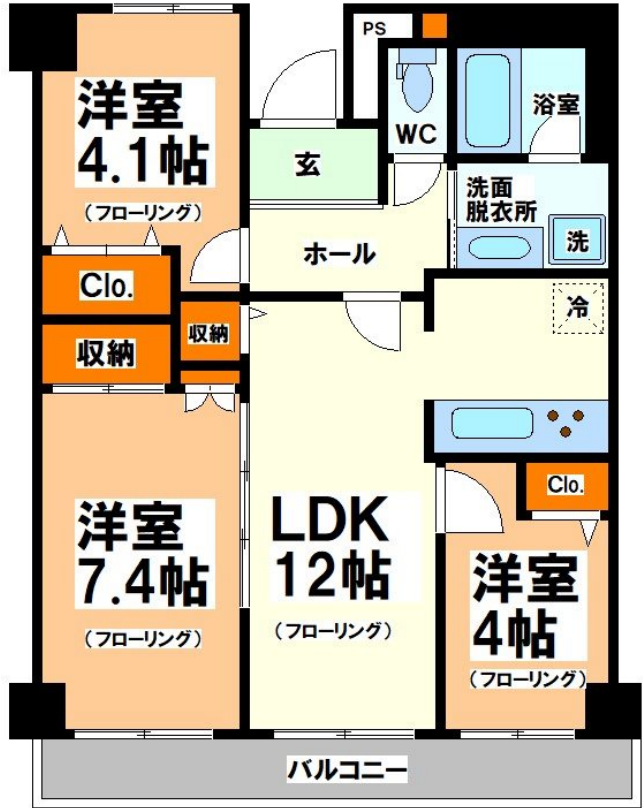 PS
洋室
4.1帖
(フローリング)
WC
浴室
玄
洗面
脱衣所
洗
ホール
Clo.
収納
収納
冷
洋室
7.4帖
(フローリング)
LDK
12帖
(フローリング)
Clo.
洋室
4帖
(フローリング)
バルコニー